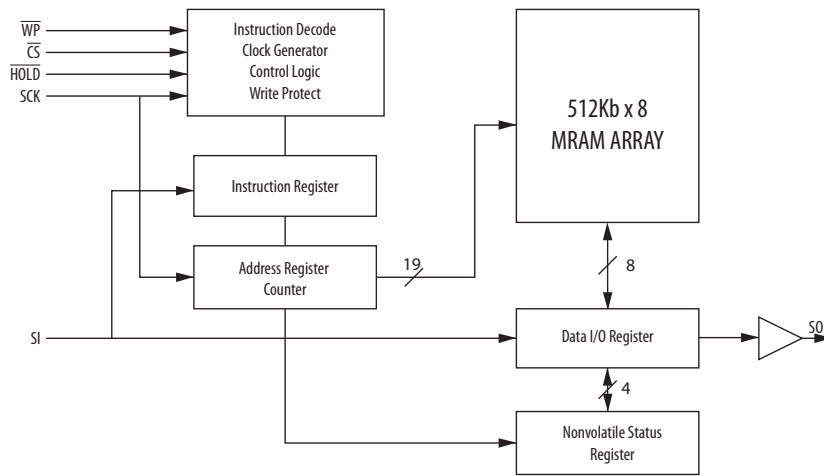 WP
CS
HOLD
SCK
Instruction Decode
Clock Generator
Control Logic
Write Protect
512Kb x 8
MRAM ARRAY
Instruction Register
Address Register
Counter
19
8
SI
Data I/O Register
SO
4
Nonvolatile Status
Register